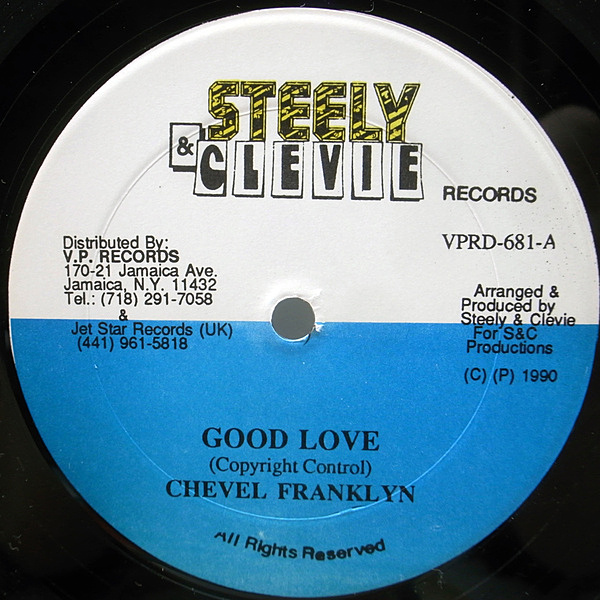 STEELY
& CLEVIE
RECORDS
VPRD-681-A
Distributed By:
V.P. RECORDS
170-21 Jamaica Ave.
Jamaica, N.Y. 11432
Tel.: (718) 291-7058
&
Jet Star Records (UK)
(441) 961-5818
Arranged &
Produced by
Steely & Clevie
For S&C
Productions
(C) (P) 1990
GOOD LOVE
(Copyright Control)
CHEVEL FRANKLYN
All Rights Reserved